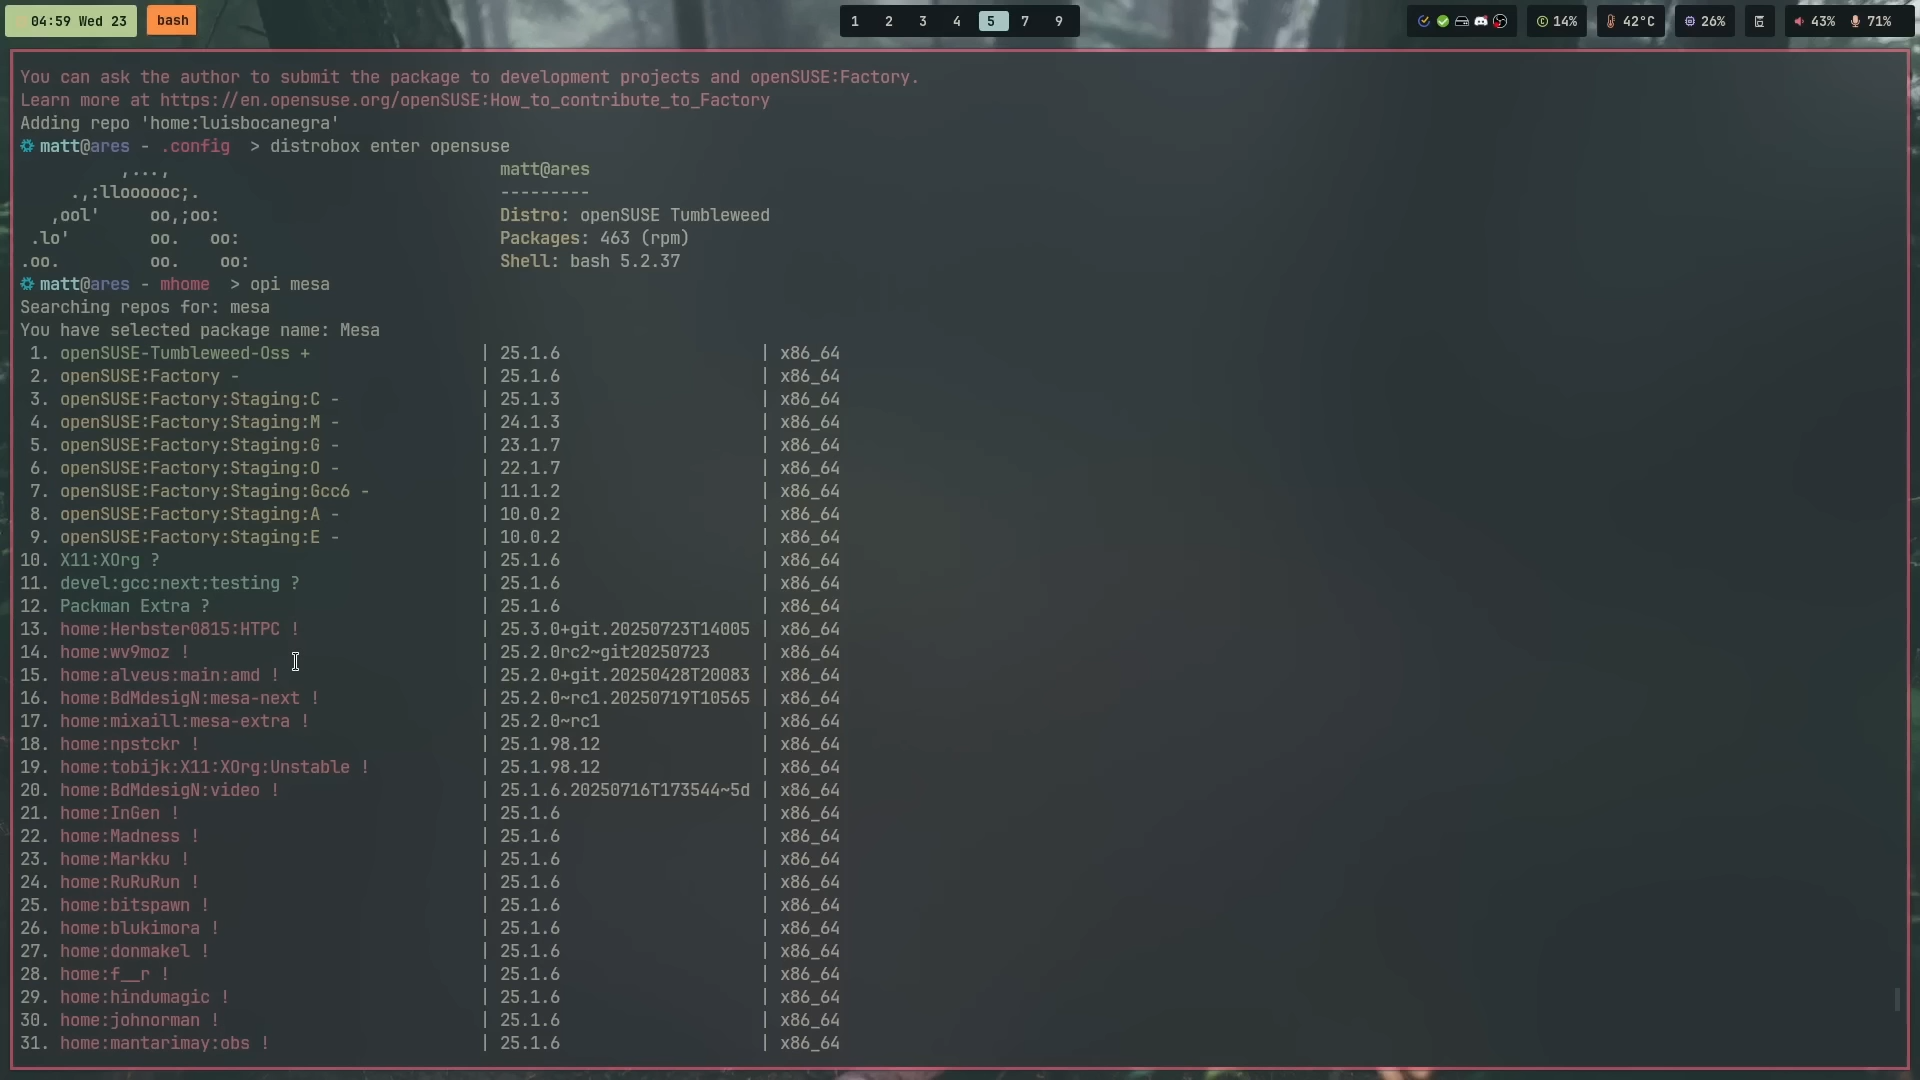 04:59 Wed 23 bash 1 2 3 4 5 7 9 14% 42°C 26% 43% 71%
You can ask the author to submit the package to development projects and openSUSE:Factory.
Learn more at https://en.opensuse.org/openSUSE:How_to_contribute_to_Factory
Adding repo 'home:luisbocanegra'
matt@ares - .config > distrobox enter opensuse
,..., matt@ares
.,:lloooooc;. ---------
,ool' oo,;oo: Distro: openSUSE Tumbleweed
.lo' oo. oo: Packages: 463 (rpm)
.oo. oo. oo: Shell: bash 5.2.37
matt@ares - mhome > opi mesa
Searching repos for: mesa
You have selected package name: Mesa
1. openSUSE-Tumbleweed-Oss + | 25.1.6 | x86_64
2. openSUSE:Factory - | 25.1.6 | x86_64
3. openSUSE:Factory:Staging:C - | 25.1.3 | x86_64
4. openSUSE:Factory:Staging:M - | 24.1.3 | x86_64
5. openSUSE:Factory:Staging:G - | 23.1.7 | x86_64
6. openSUSE:Factory:Staging:O - | 22.1.7 | x86_64
7. openSUSE:Factory:Staging:Gcc6 - | 11.1.2 | x86_64
8. openSUSE:Factory:Staging:A - | 10.0.2 | x86_64
9. openSUSE:Factory:Staging:E - | 10.0.2 | x86_64
10. X11:XOrg ? | 25.1.6 | x86_64
11. devel:gcc:next:testing ? | 25.1.6 | x86_64
12. Packman Extra ? | 25.1.6 | x86_64
13. home:Herbster0815:HTPC ! | 25.3.0+git.20250723T14005 | x86_64
14. home:wv9moz ! | 25.2.0rc2~git20250723 | x86_64
15. home:alveus:main:amd ! | 25.2.0+git.20250428T20083 | x86_64
16. home:BdMdesigN:mesa-next ! | 25.2.0~rc1.20250719T10565 | x86_64
17. home:mixaill:mesa-extra ! | 25.2.0~rc1 | x86_64
18. home:npstckr ! | 25.1.98.12 | x86_64
19. home:tobijk:X11:XOrg:Unstable ! | 25.1.98.12 | x86_64
20. home:BdMdesigN:video ! | 25.1.6.20250716T173544~5d | x86_64
21. home:InGen ! | 25.1.6 | x86_64
22. home:Madness ! | 25.1.6 | x86_64
23. home:Markku ! | 25.1.6 | x86_64
24. home:RuRuRun ! | 25.1.6 | x86_64
25. home:bitspawn ! | 25.1.6 | x86_64
26. home:blukimora ! | 25.1.6 | x86_64
27. home:donmakel ! | 25.1.6 | x86_64
28. home:f__r ! | 25.1.6 | x86_64
29. home:hindumagic ! | 25.1.6 | x86_64
30. home:johnorman ! | 25.1.6 | x86_64
31. home:mantarimay:obs ! | 25.1.6 | x86_64